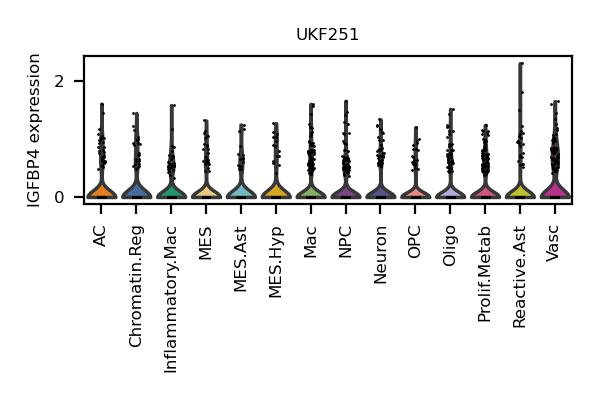 UKF251
IGFBP4 expression
2
0
AC
Chromatin.Reg
Inflammatory.Mac
MES
MES.Ast
MES.Hyp
Mac
NPC
Neuron
OPC
Oligo
Prolif.Metab
Reactive.Ast
Vasc